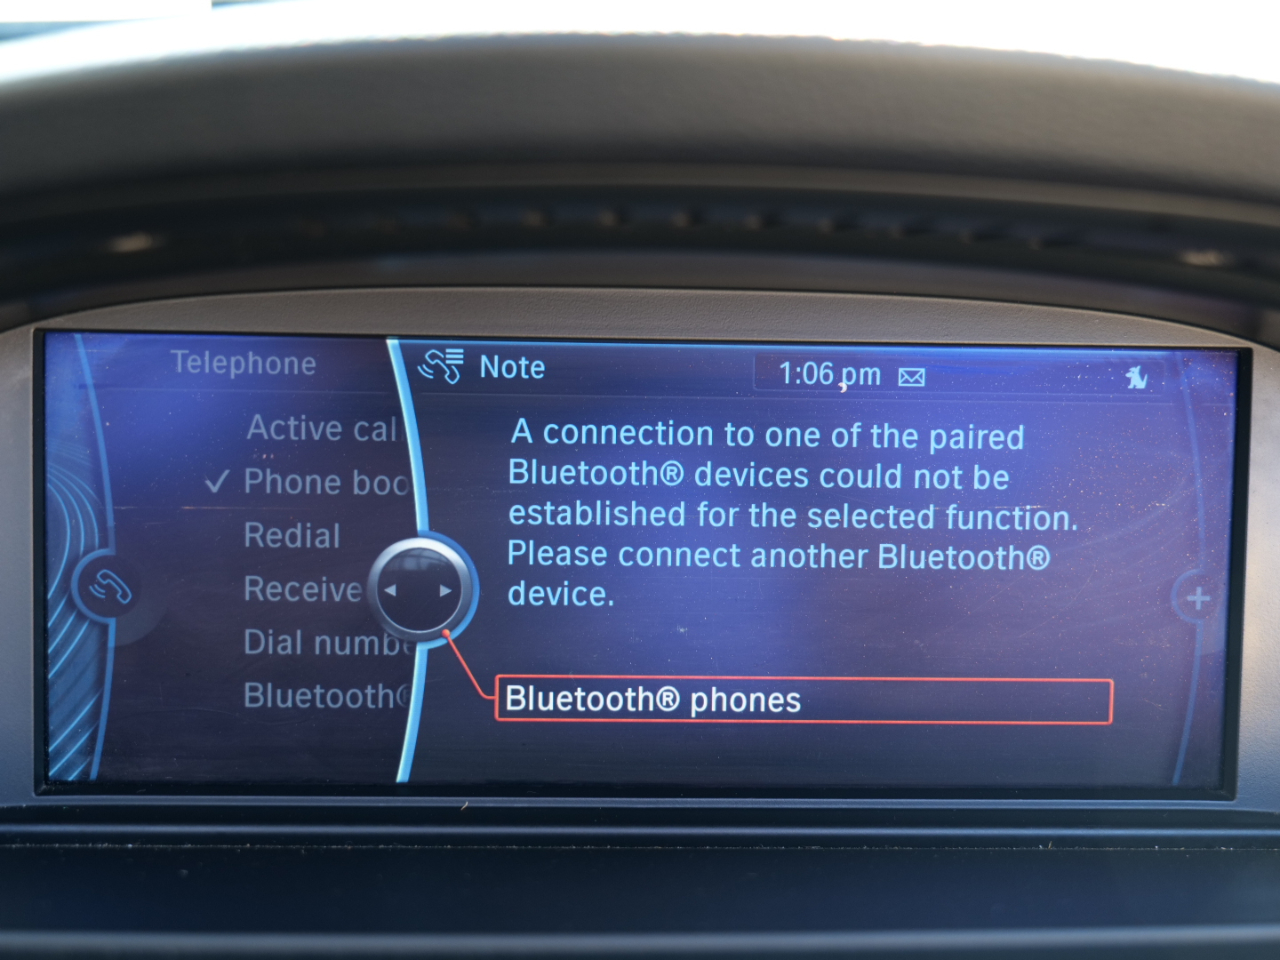 Telephone
Active cal
Phone boo
Redial
Receive
Dial numb
Bluetooth®
Note
1:06 pm
A connection to one of the paired
Bluetooth® devices could not be
established for the selected function.
Please connect another Bluetooth®
device.
Bluetooth® phones